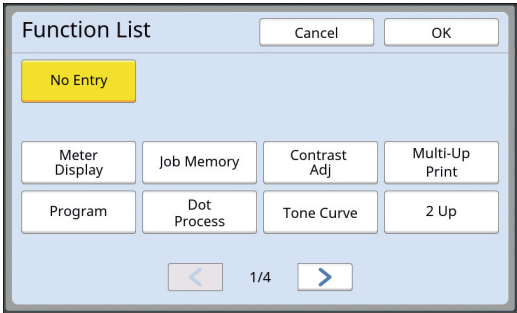 Function List
Cancel
OK
No Entry
Meter
Display
Job Memory
Contrast
Adj
Multi-Up
Print
Program
Dot
Process
Tone Curve
2 Up
1/4